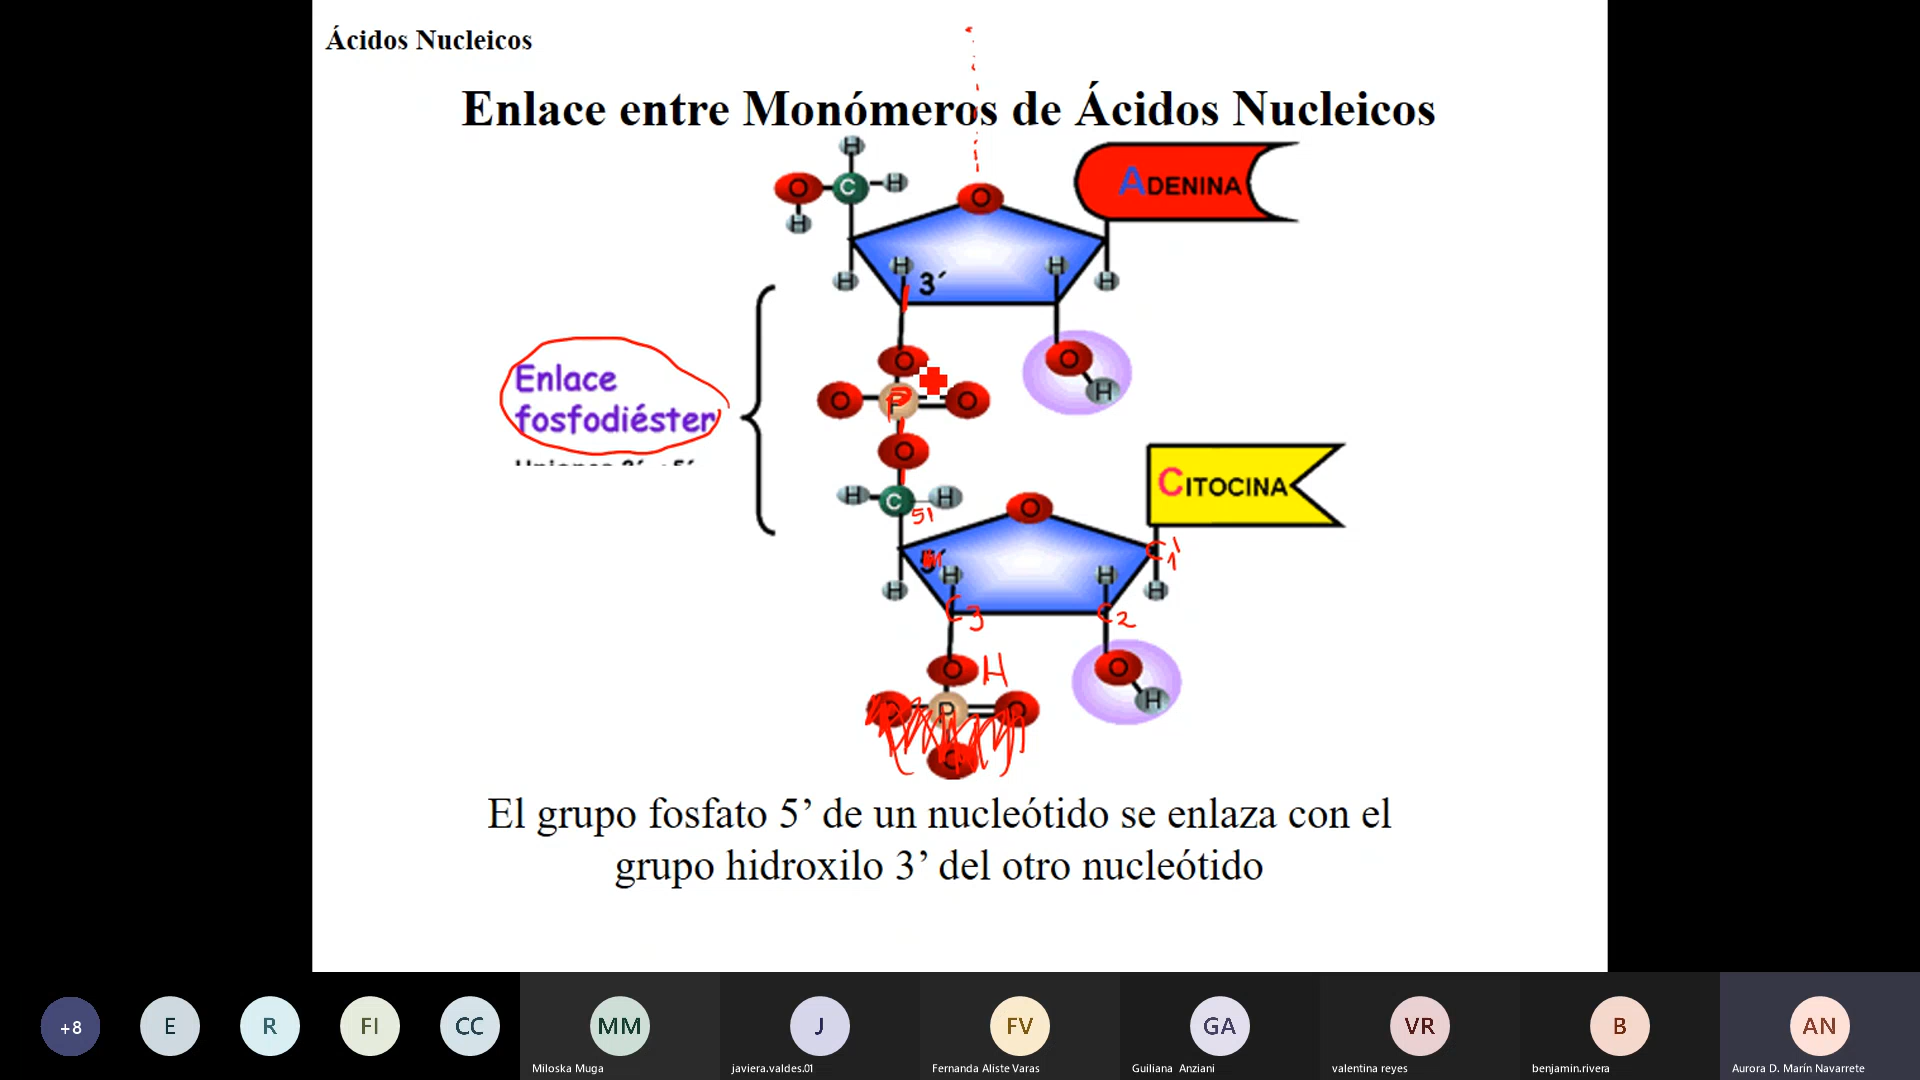 Ácidos Nucleicos
Enlace entre Monómeros de Ácidos Nucleicos
H
O C H
H
O
ADENINA
H
H 3´
H
H
Enlace
fosfodiéster
O
O P O
O
H C H
5'
O
H
O
CITOCINA
C1'
H
H
H
H
C3
C2
O H
O P O
O
O
H
El grupo fosfato 5’ de un nucleótido se enlaza con el
grupo hidroxilo 3’ del otro nucleótido
+8
E
R
FI
CC
MM
J
FV
GA
VR
B
AN
Miloska Muga
javiera.valdes.01
Fernanda Aliste Varas
Guiliana Anziani
valentina reyes
benjamin.rivera
Aurora D. Marín Navarrete